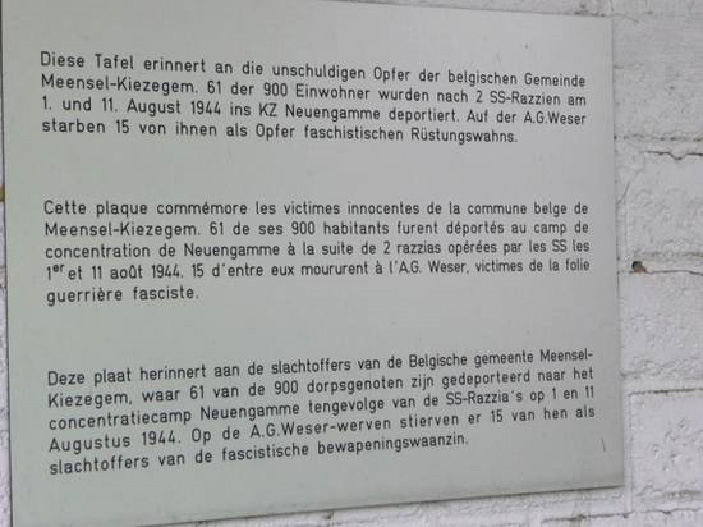 Diese Tafel erinnert an die unschuldigen Opfer der belgischen Gemeinde
Meensel-Kiezegem. 61 der 900 Einwohner wurden nach 2 SS-Razzien am
1. und 11. August 1944 ins KZ Neuengamme deportiert. Auf der A.G.Weser
starben 15 von ihnen als Opfer faschistischen Rüstungswahns.
Cette plaque commémore les victimes innocentes de la commune belge de
Meensel-Kiezegem. 61 de ses 900 habitants furent déportés au camp de
concentration de Neuengamme à la suite de 2 razzias opérées par les SS les
1er et 11 août 1944. 15 d'entre eux moururent à l'A.G. Weser, victimes de la folie
guerrière fasciste.
Deze plaat herinnert aan de slachtoffers van de Belgische gemeente Meensel-
Kiezegem, waar 61 van de 900 dorpsgenoten zijn gedeporteerd naar het
concentratiecamp Neuengamme tengevolge van de SS-Razzia's op 1 en 11
Augustus 1944. Op de A.G.Weser-werven stierven er 15 van hen als
slachtoffers van de fascistische bewapeningswaanzin.